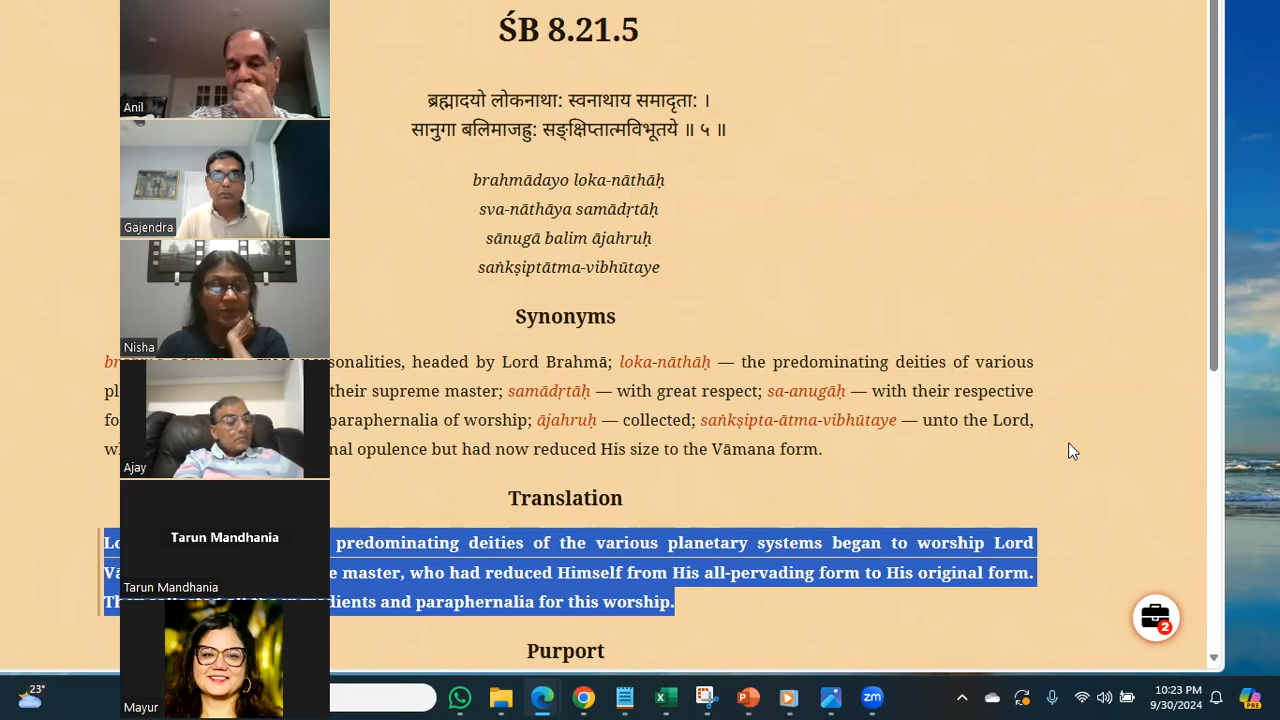 ŚB 8.21.5
ब्रह्मादयो लोकनाथा: स्वनाथाय समादृता: ।
सानुगा बलिमाजह्रु: सङ्‌क्षिप्तात्मविभूतये ॥ ५ ॥
brahmādayo loka-nāthāḥ
sva-nāthāya samādṛtāḥ
sānugā balim ājahruḥ
saṅkṣiptātma-vibhūtaye
Synonyms
personalities, headed by Lord Brahmā; loka-nāthāḥ — the predominating deities of various
their supreme master; samādṛtāḥ — with great respect; sa-anugāḥ — with their respective
paraphernalia of worship; ājahruḥ — collected; saṅkṣipta-ātma-vibhūtaye — unto the Lord,
nal opulence but had now reduced His size to the Vāmana form.
Translation
predominating deities of the various planetary systems began to worship Lord
master, who had reduced Himself from His all-pervading form to His original form.
and paraphernalia for this worship.
Purport
Anil
Gajendra
Nisha
Ajay
Tarun Mandhania
Tarun Mandhania
Mayur
2
23°
10:23 PM
9/30/2024
zm
PRE